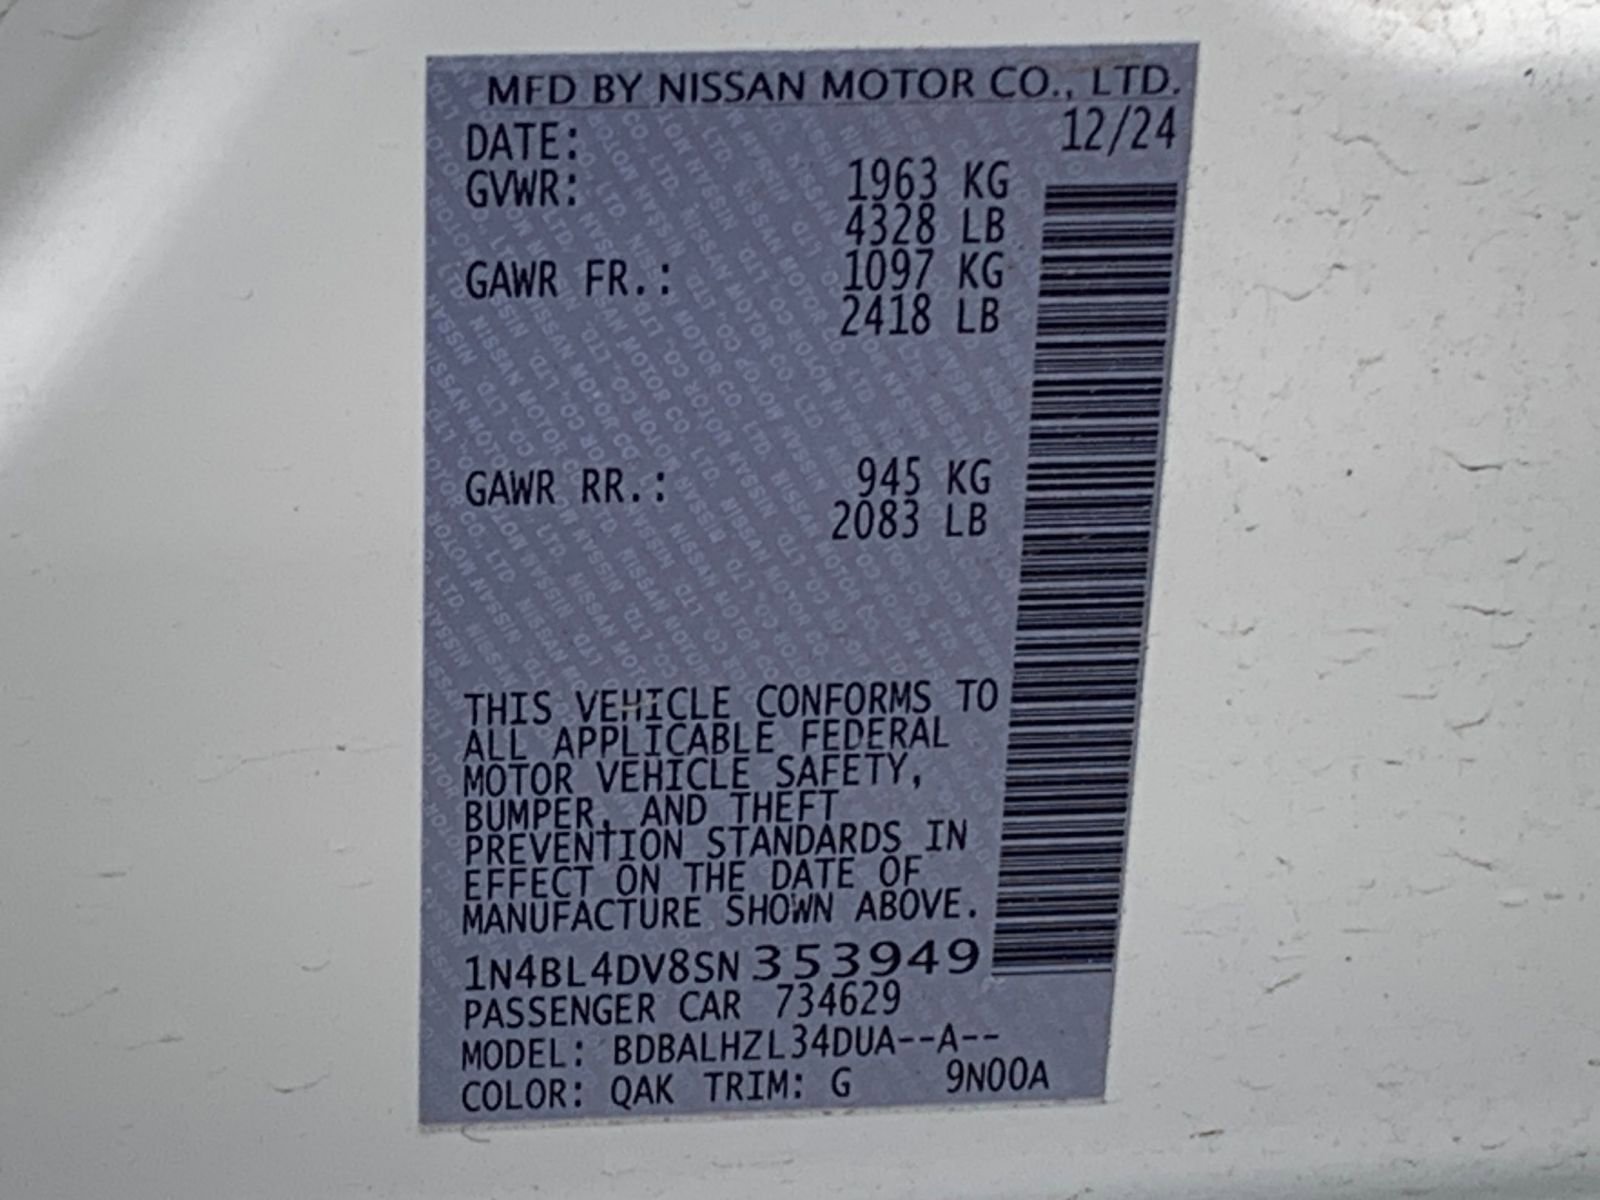 MFD BY NISSAN MOTOR CO., LTD.
DATE: 12/24
GVWR: 1963 KG
4328 LB
GAWR FR.: 1097 KG
2418 LB
GAWR RR.: 945 KG
2083 LB
THIS VEHICLE CONFORMS TO
ALL APPLICABLE FEDERAL
MOTOR VEHICLE SAFETY,
BUMPER, AND THEFT
PREVENTION STANDARDS IN
EFFECT ON THE DATE OF
MANUFACTURE SHOWN ABOVE.
1N4BL4DV8SN353949
PASSENGER CAR 734629
MODEL: BDBALHZL34DUA--A--
COLOR: QAK TRIM: G 9N00A